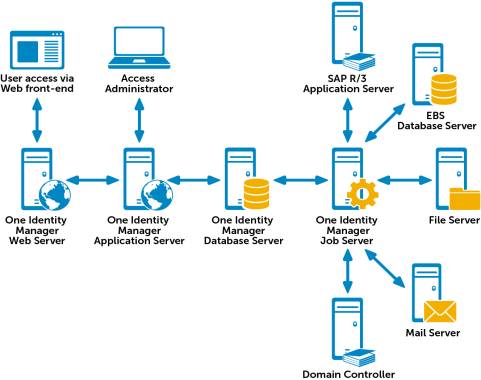 User access via
Web front-end
Access
Administrator
SAP R/3
Application Server
EBS
Database Server
One Identity
Manager
Web Server
One Identity
Manager
Application Server
One Identity
Manager
Database Server
One Identity
Manager
Job Server
File Server
Mail Server
Domain Controller